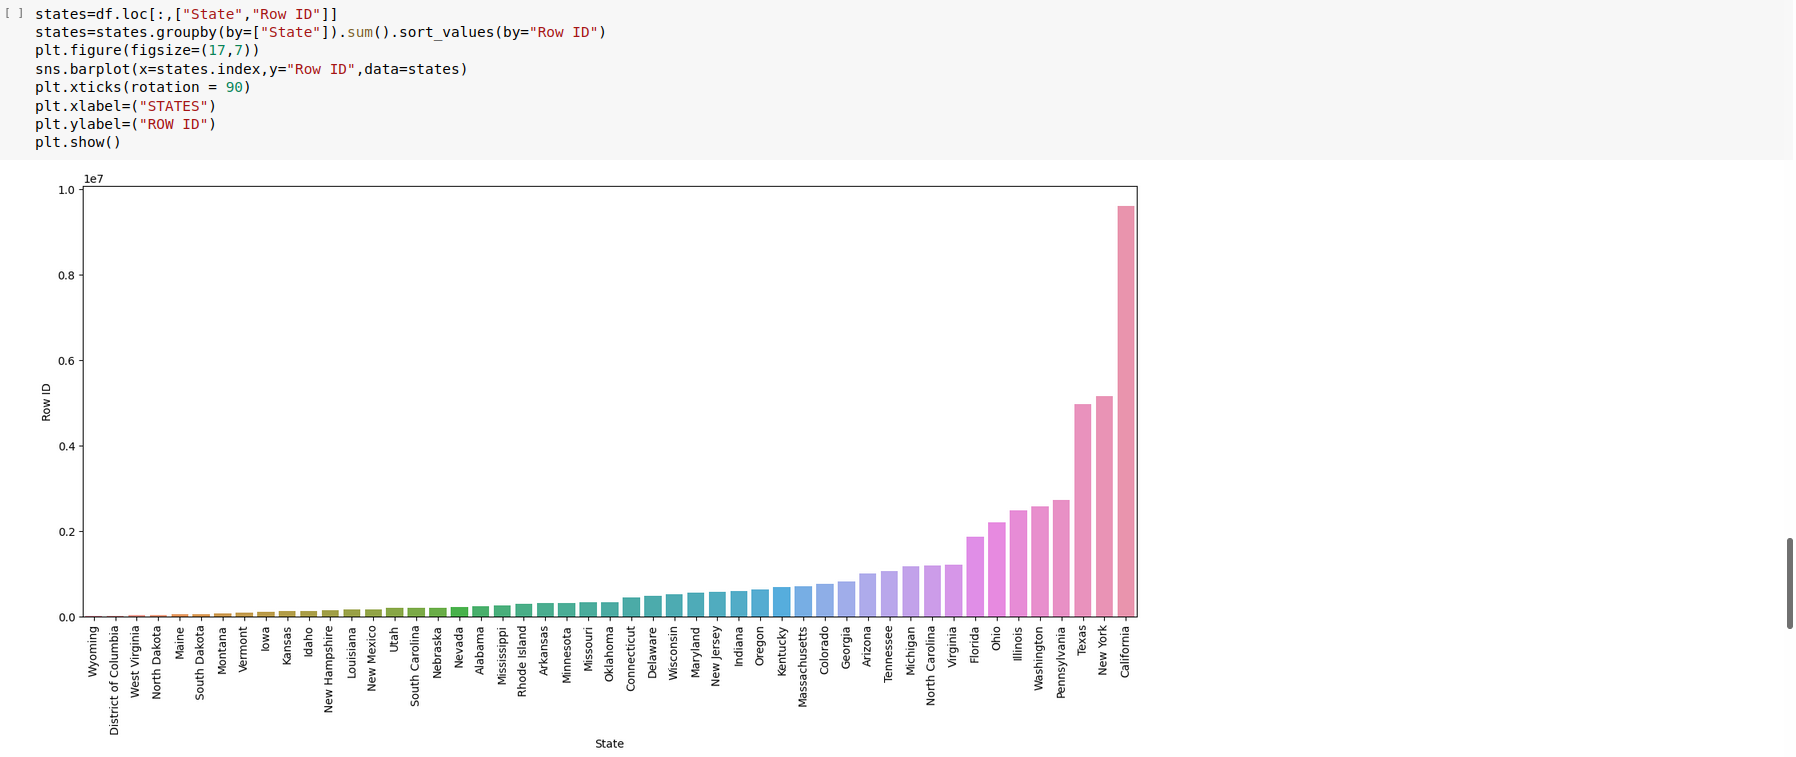 [ ] states=df.loc[:,["State","Row ID"]]
states=states.groupby(by=["State"]).sum().sort_values(by="Row ID")
plt.figure(figsize=(17,7))
sns.barplot(x=states.index,y="Row ID",data=states)
plt.xticks(rotation = 90)
plt.xlabel=("STATES")
plt.ylabel=("ROW ID")
plt.show()
1e7
1.0
0.8
0.6
0.4
0.2
0.0
Row ID
Wyoming
District of Columbia
West Virginia
North Dakota
Maine
South Dakota
Montana
Vermont
Iowa
Kansas
Idaho
New Hampshire
Louisiana
New Mexico
Utah
South Carolina
Nebraska
Nevada
Alabama
Mississippi
Rhode Island
Arkansas
Minnesota
Missouri
Oklahoma
Connecticut
Delaware
Wisconsin
Maryland
New Jersey
Indiana
Oregon
Kentucky
Massachusetts
Colorado
Georgia
Arizona
Tennessee
Michigan
North Carolina
Virginia
Florida
Ohio
Illinois
Washington
Pennsylvania
Texas
New York
California
State